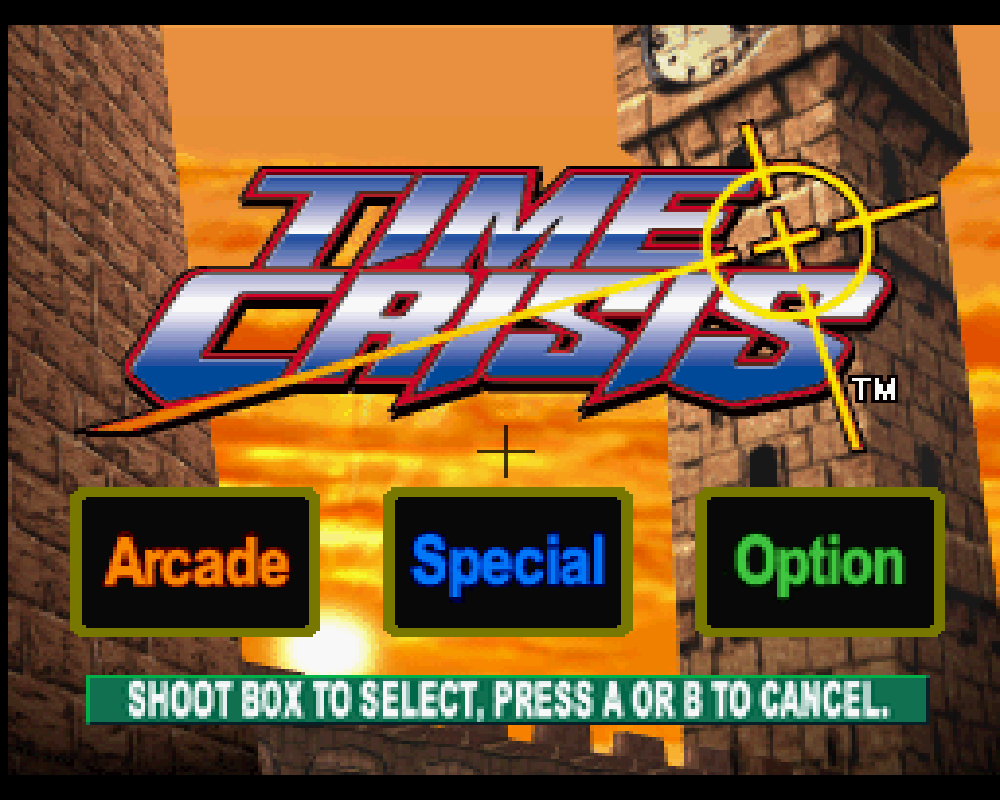 TIME
CRISIS
TM
Arcade
Special
Option
SHOOT BOX TO SELECT, PRESS A OR B TO CANCEL.